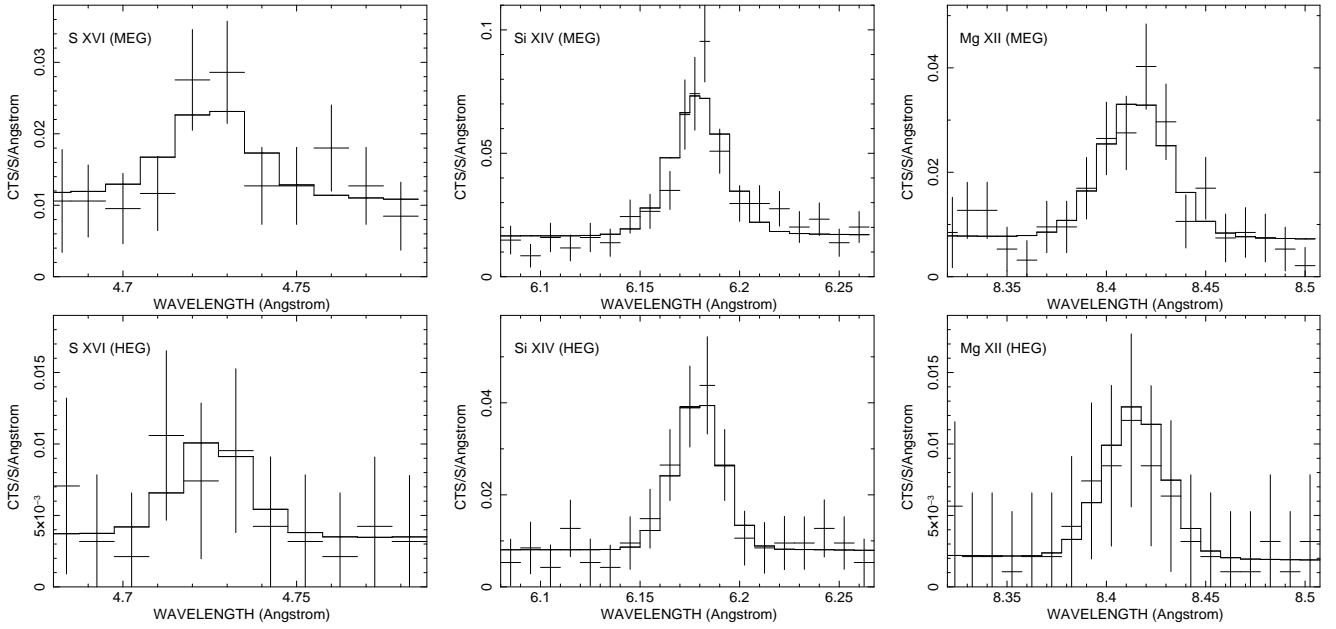 S XVI (MEG)
0.03
0.02
0.01
0
CTS/S/Angstrom
4.7 4.75
WAVELENGTH (Angstrom)
Si XIV (MEG)
0.1
0.05
0
CTS/S/Angstrom
6.1 6.15 6.2 6.25
WAVELENGTH (Angstrom)
Mg XII (MEG)
0.04
0.02
0
CTS/S/Angstrom
8.35 8.4 8.45 8.5
WAVELENGTH (Angstrom)
S XVI (HEG)
0.015
0.01
5×10⁻³
0
CTS/S/Angstrom
4.7 4.75
WAVELENGTH (Angstrom)
Si XIV (HEG)
0.04
0.02
0
CTS/S/Angstrom
6.1 6.15 6.2 6.25
WAVELENGTH (Angstrom)
Mg XII (HEG)
0.015
0.01
5×10⁻³
0
CTS/S/Angstrom
8.35 8.4 8.45 8.5
WAVELENGTH (Angstrom)